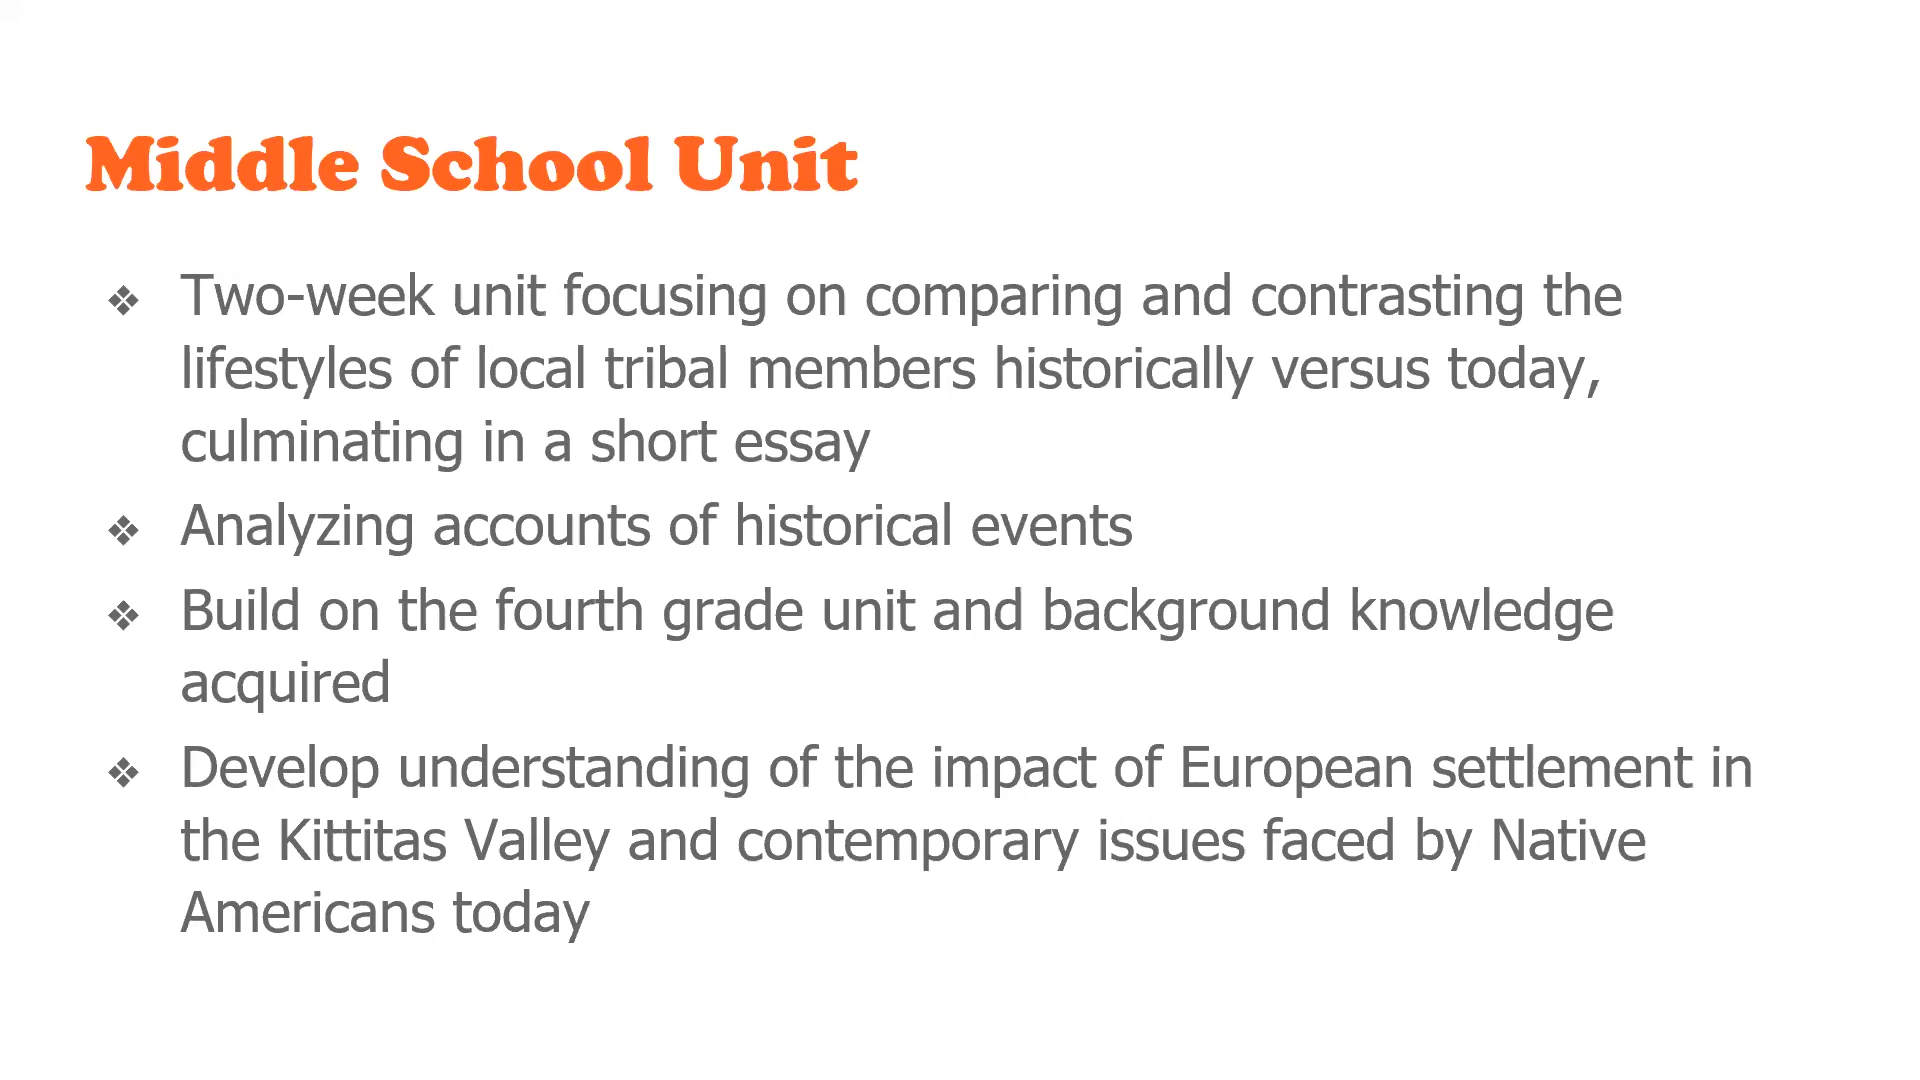 Middle School Unit
❖ Two-week unit focusing on comparing and contrasting the
lifestyles of local tribal members historically versus today,
culminating in a short essay
❖ Analyzing accounts of historical events
❖ Build on the fourth grade unit and background knowledge
acquired
❖ Develop understanding of the impact of European settlement in
the Kittitas Valley and contemporary issues faced by Native
Americans today